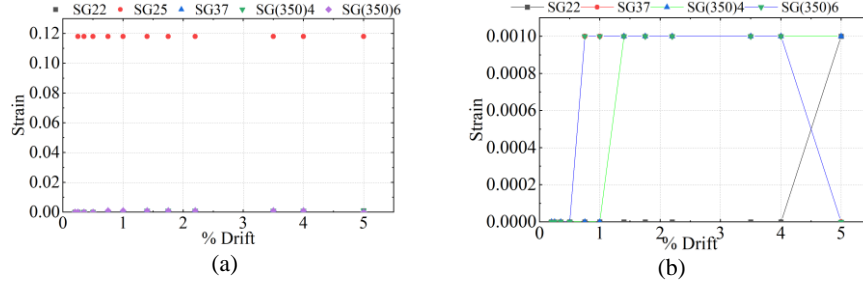 SG22 SG25 SG37 SG(350)4 SG(350)6
0.12
0.10
0.08
0.06
0.04
0.02
0.00
Strain
0 1 2 3 4 5
% Drift
(a)
SG22 SG37 SG(350)4 SG(350)6
0.0010
0.0008
0.0006
0.0004
0.0002
0.0000
Strain
0 1 2 3 4 5
% Drift
(b)